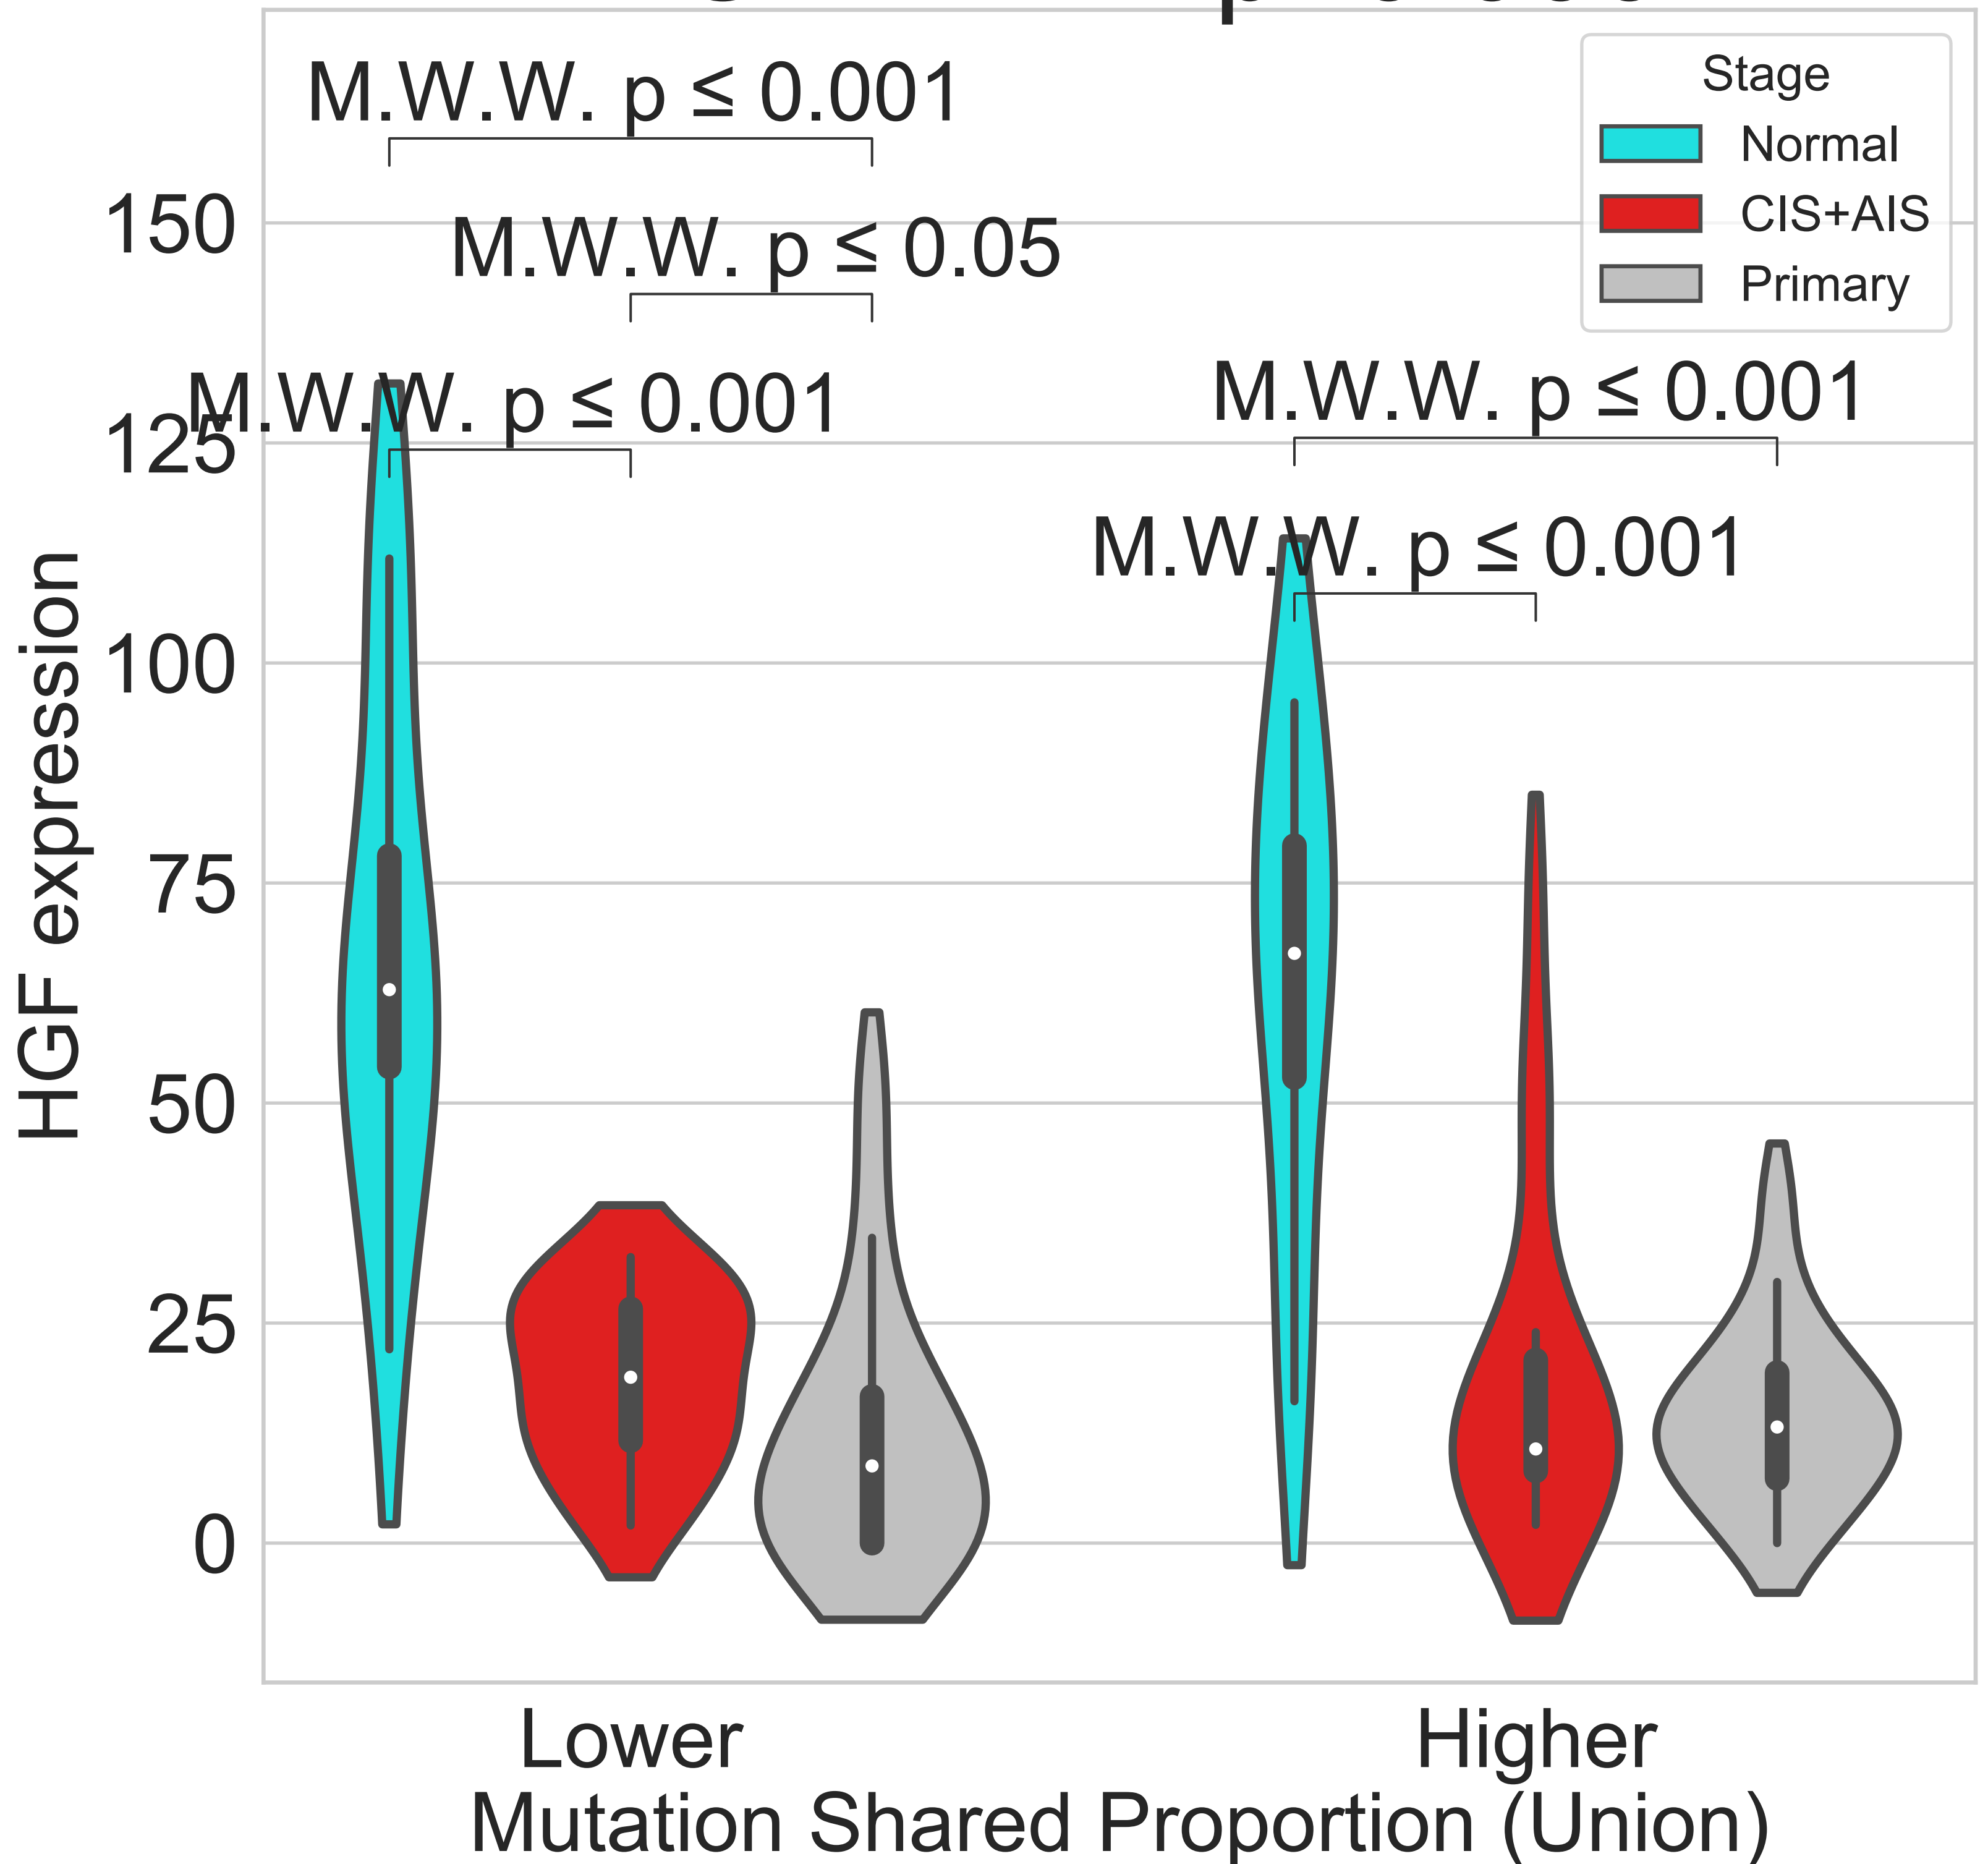 M.W.W. p ≤ 0.001
M.W.W. p ≤ 0.05
M.W.W. p ≤ 0.001
M.W.W. p ≤ 0.001
M.W.W. p ≤ 0.001
Stage
Normal
CIS+AIS
Primary
HGF expression
150
125
100
75
50
25
0
Lower
Higher
Mutation Shared Proportion (Union)